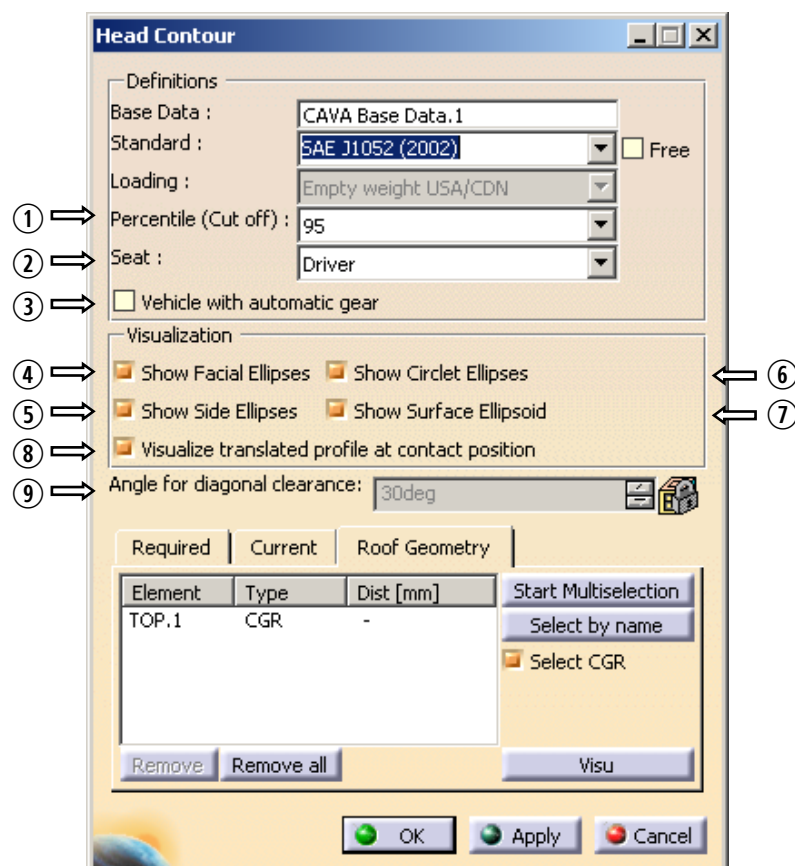 Head Contour
Definitions
Base Data : CAVA Base Data.1
Standard : SAE J1052 (2002) Free
Loading : Empty weight USA/CDN
① Percentile (Cut off) : 95
② Seat : Driver
③ Vehicle with automatic gear
Visualization
④ Show Facial Ellipses Show Circlet Ellipses ⑥
⑤ Show Side Ellipses Show Surface Ellipsoid ⑦
⑧ Visualize translated profile at contact position
⑨ Angle for diagonal clearance: 30deg
Required Current Roof Geometry
Element Type Dist [mm] Start Multiselection
TOP.1 CGR - Select by name
Select CGR
Remove Remove all Visu
OK Apply Cancel